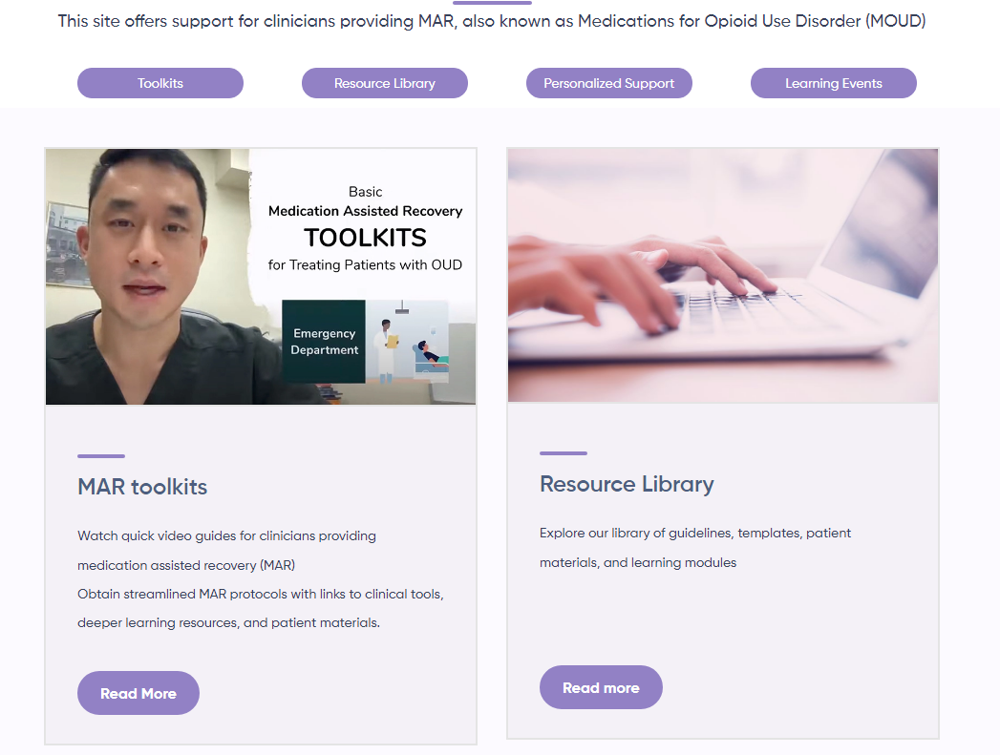 This site offers support for clinicians providing MAR, also known as Medications for Opioid Use Disorder (MOUD)
Toolkits
Resource Library
Personalized Support
Learning Events
Basic
Medication Assisted Recovery
TOOLKITS
for Treating Patients with OUD
Emergency
Department
MAR toolkits
Watch quick video guides for clinicians providing
medication assisted recovery (MAR)
Obtain streamlined MAR protocols with links to clinical tools,
deeper learning resources, and patient materials.
Read More
Resource Library
Explore our library of guidelines, templates, patient
materials, and learning modules
Read more